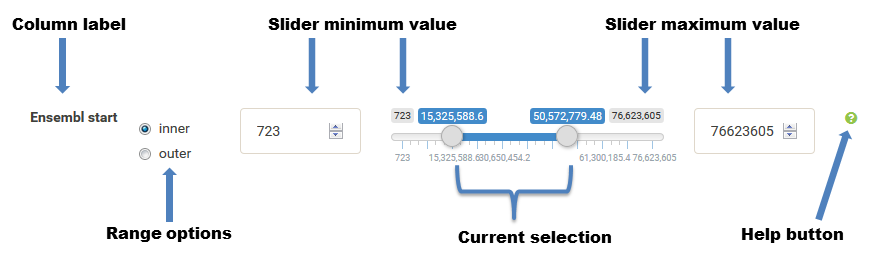 Column label
Slider minimum value
Slider maximum value
Ensembl start
inner
outer
723
723
15,325,588.6
50,572,779.48
76,623,605
723
15,325,588.6
30,650,454.2
61,300,185.4
76,623,605
76623605
?
Range options
Current selection
Help button